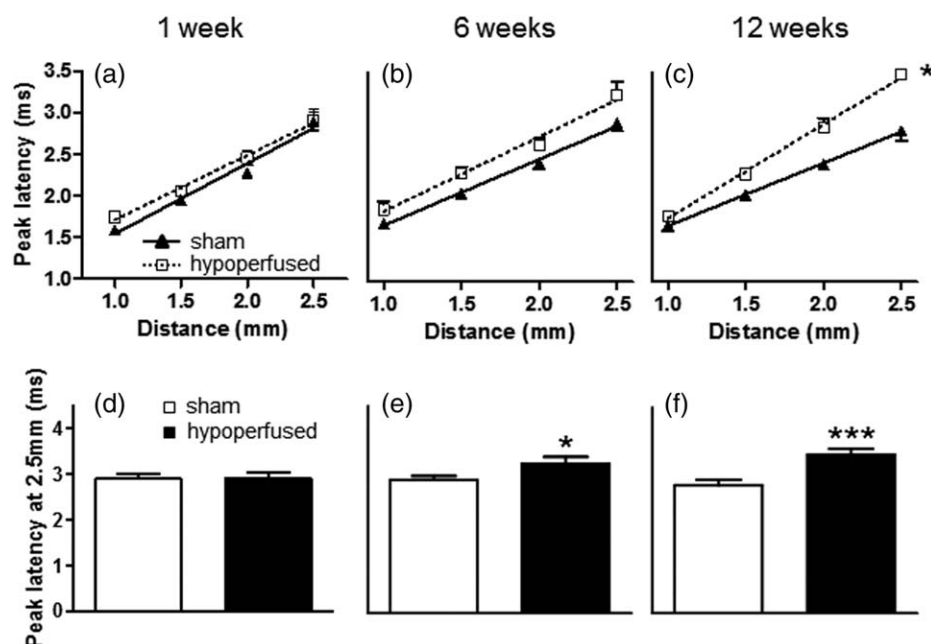 1 week 6 weeks 12 weeks
Peak latency (ms)
3.5
3.0
2.5
2.0
1.5
1.0
(a) (b) (c) *
sham
hypoperfused
1.0 1.5 2.0 2.5 1.0 1.5 2.0 2.5 1.0 1.5 2.0 2.5
Distance (mm) Distance (mm) Distance (mm)
Peak latency at 2.5mm (ms)
4
3
2
1
0
(d) (e) (f)
sham
hypoperfused
* ***